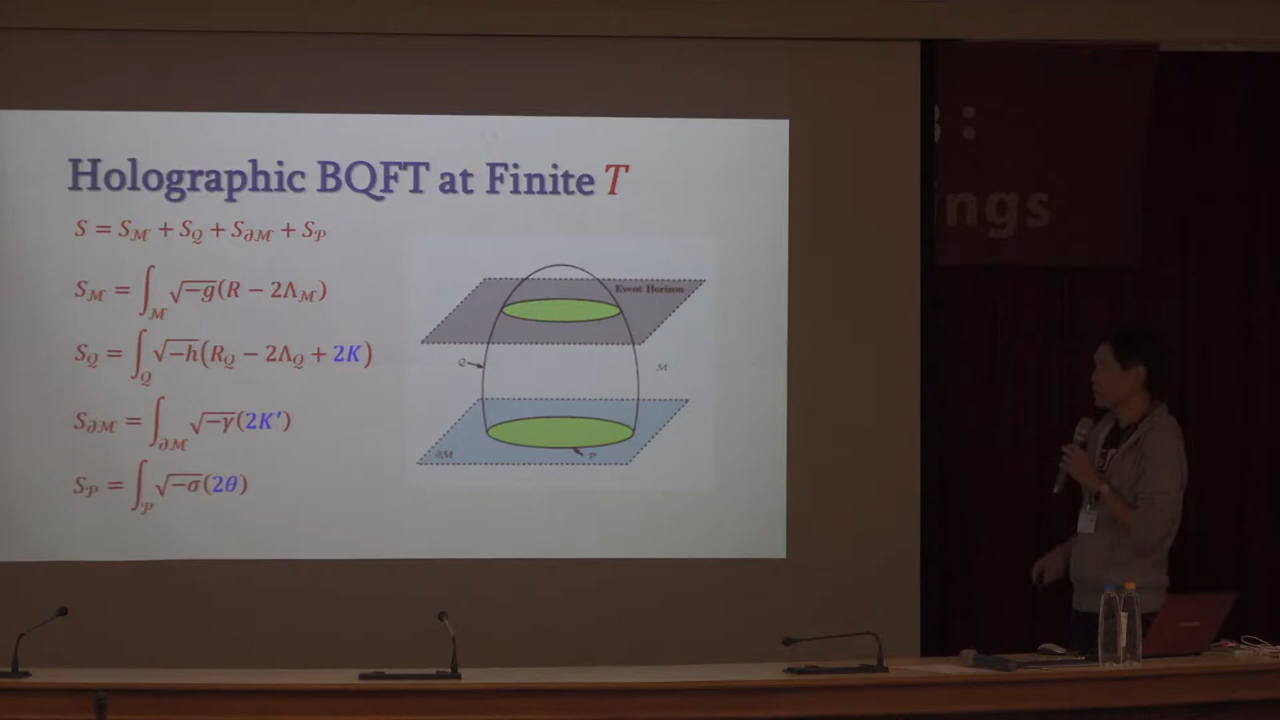 Holographic BQFT at Finite T
S = S_ℳ + S_Q + S_∂ℳ + S_𝒫
S_ℳ = ∫_ℳ √−g(R − 2Λ_ℳ)
S_Q = ∫_Q √−h(R_Q − 2Λ_Q + 2K)
S_∂ℳ = ∫_∂ℳ √−γ(2K′)
S_𝒫 = ∫_𝒫 √−σ(2θ)
Event Horizon
Q
ℳ
∂ℳ
𝒫
:
ngs